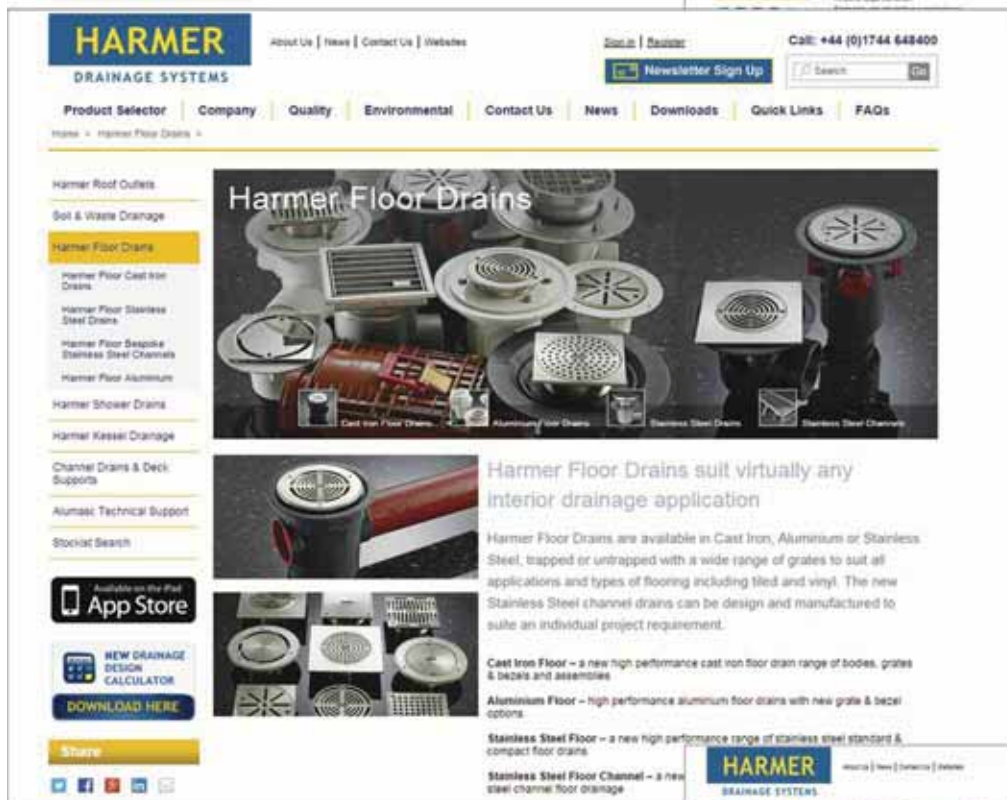 HARMER
DRAINAGE SYSTEMS
About Us | News | Contact Us | Websites
Sign in | Register
Call: +44 (0)1744 648400
Newsletter Sign Up
Search
Go
Product Selector | Company | Quality | Environmental | Contact Us | News | Downloads | Quick Links | FAQs
Home > Harmer Floor Drains >
Harmer Roof Outlets
Soil & Waste Drainage
Harmer Floor Drains
Harmer Floor Cast Iron
Drains
Harmer Floor Stainless
Steel Drains
Harmer Floor Bespoke
Stainless Steel Channels
Harmer Floor Aluminium
Harmer Shower Drains
Harmer Kessel Drainage
Channel Drains & Deck
Supports
Alumasc Technical Support
Stockist Search
Available on the iPad
App Store
NEW DRAINAGE
DESIGN
CALCULATOR
DOWNLOAD HERE
Share
Harmer Floor Drains
Cast Iron Floor Drains
Aluminium Floor Drains
Stainless Steel Drains
Stainless Steel Channels
Harmer Floor Drains suit virtually any
interior drainage application
Harmer Floor Drains are available in Cast Iron, Aluminium or Stainless
Steel, trapped or untrapped with a wide range of grates to suit all
applications and types of flooring including tiled and vinyl. The new
Stainless Steel channel drains can be design and manufactured to
suite an individual project requirement.
Cast Iron Floor – a new high performance cast iron floor drain range of bodies, grates
& bezels and assemblies
Aluminium Floor – high performance aluminium floor drains with new grate & bezel
options
Stainless Steel Floor – a new high performance range of stainless steel standard &
compact floor drains
Stainless Steel Floor Channel – a new
steel channel floor drainage
HARMER
DRAINAGE SYSTEMS
About Us | News | Contact Us | Websites